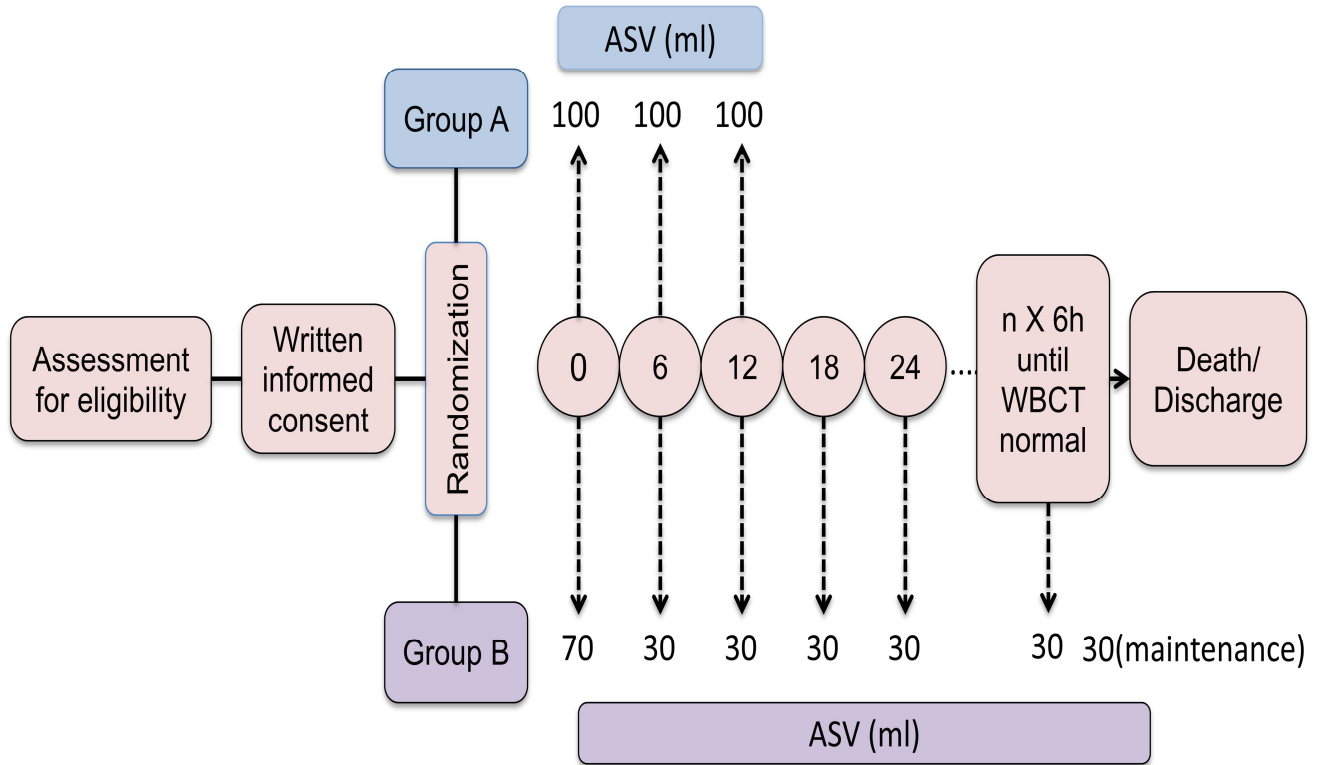 ASV (ml)
Group A
100 100 100
Assessment
for eligibility
Written
informed
consent
Randomization
0 6 12 18 24 ....
n X 6h
until
WBCT
normal
Death/
Discharge
Group B
70 30 30 30 30 30 30(maintenance)
ASV (ml)